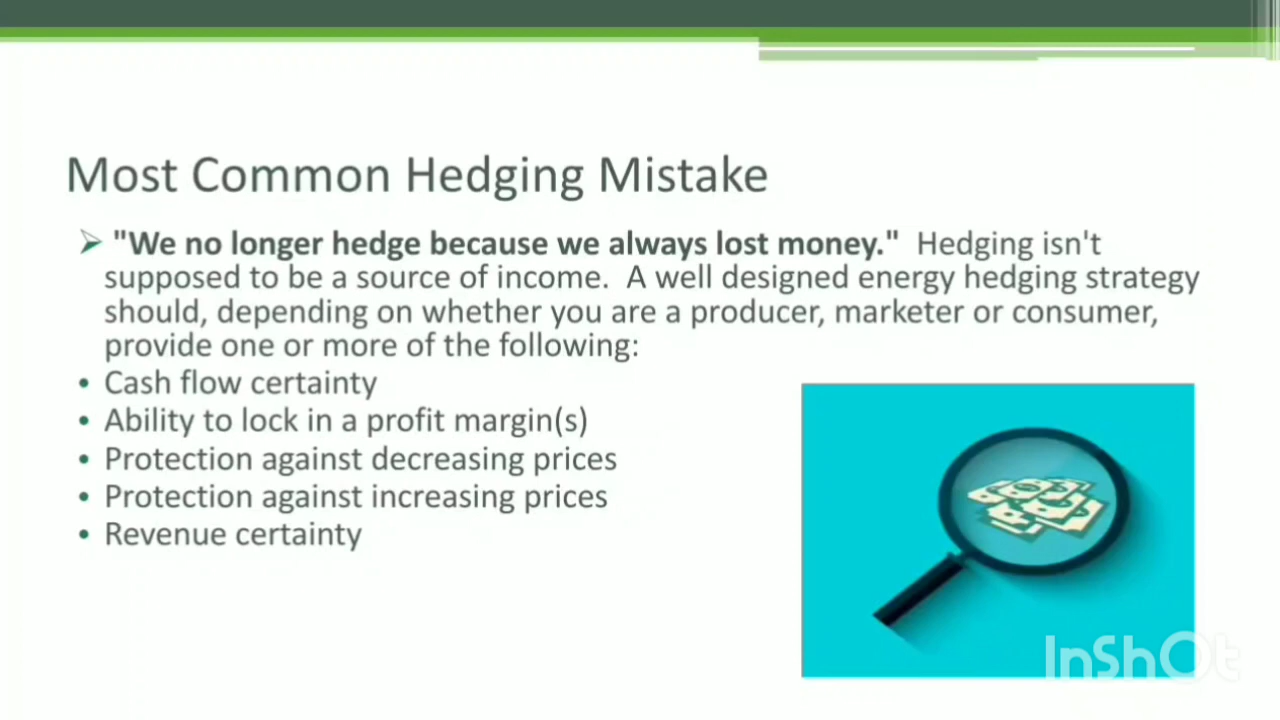 Most Common Hedging Mistake
➢ "We no longer hedge because we always lost money." Hedging isn't
supposed to be a source of income. A well designed energy hedging strategy
should, depending on whether you are a producer, marketer or consumer,
provide one or more of the following:
• Cash flow certainty
• Ability to lock in a profit margin(s)
• Protection against decreasing prices
• Protection against increasing prices
• Revenue certainty
InShOt